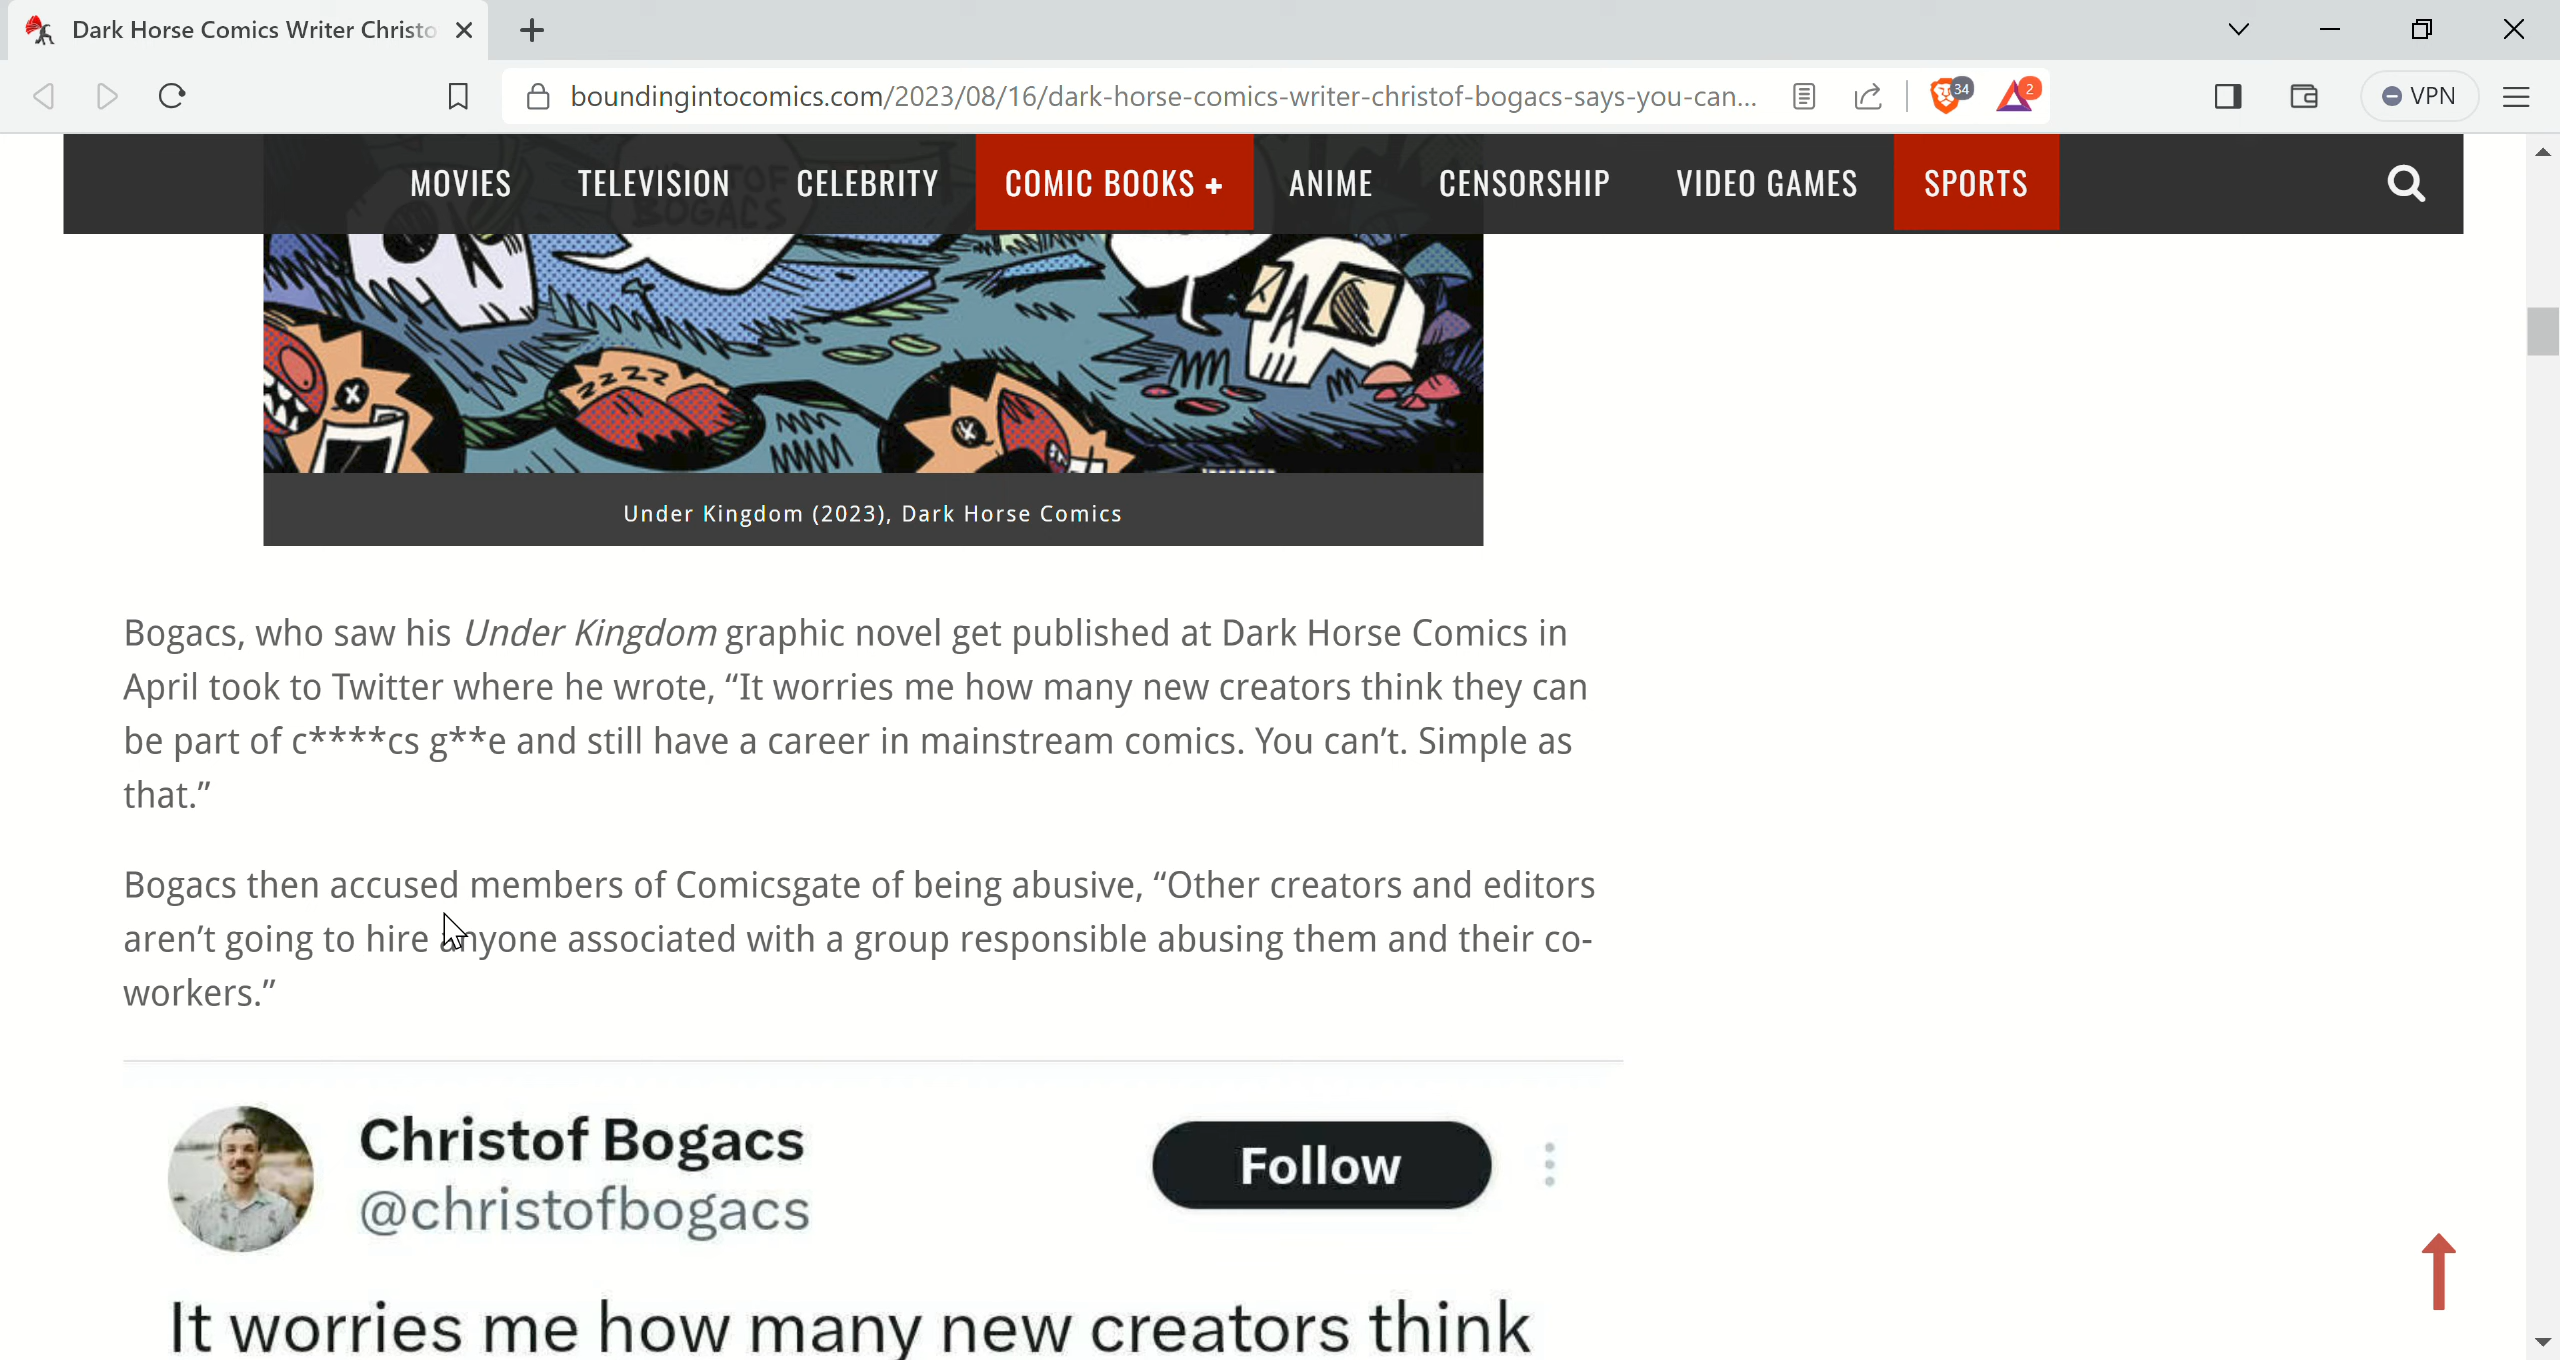 Dark Horse Comics Writer Christo
boundingintocomics.com/2023/08/16/dark-horse-comics-writer-christof-bogacs-says-you-can...
34
2
VPN
MOVIES TELEVISION CELEBRITY COMIC BOOKS + ANIME CENSORSHIP VIDEO GAMES SPORTS
BOGACS
ZZZZ
Under Kingdom (2023), Dark Horse Comics
Bogacs, who saw his Under Kingdom graphic novel get published at Dark Horse Comics in
April took to Twitter where he wrote, “It worries me how many new creators think they can
be part of c****cs g**e and still have a career in mainstream comics. You can’t. Simple as
that.”
Bogacs then accused members of Comicsgate of being abusive, “Other creators and editors
aren’t going to hire anyone associated with a group responsible abusing them and their co-
workers.”
Christof Bogacs
@christofbogacs
Follow
It worries me how many new creators think